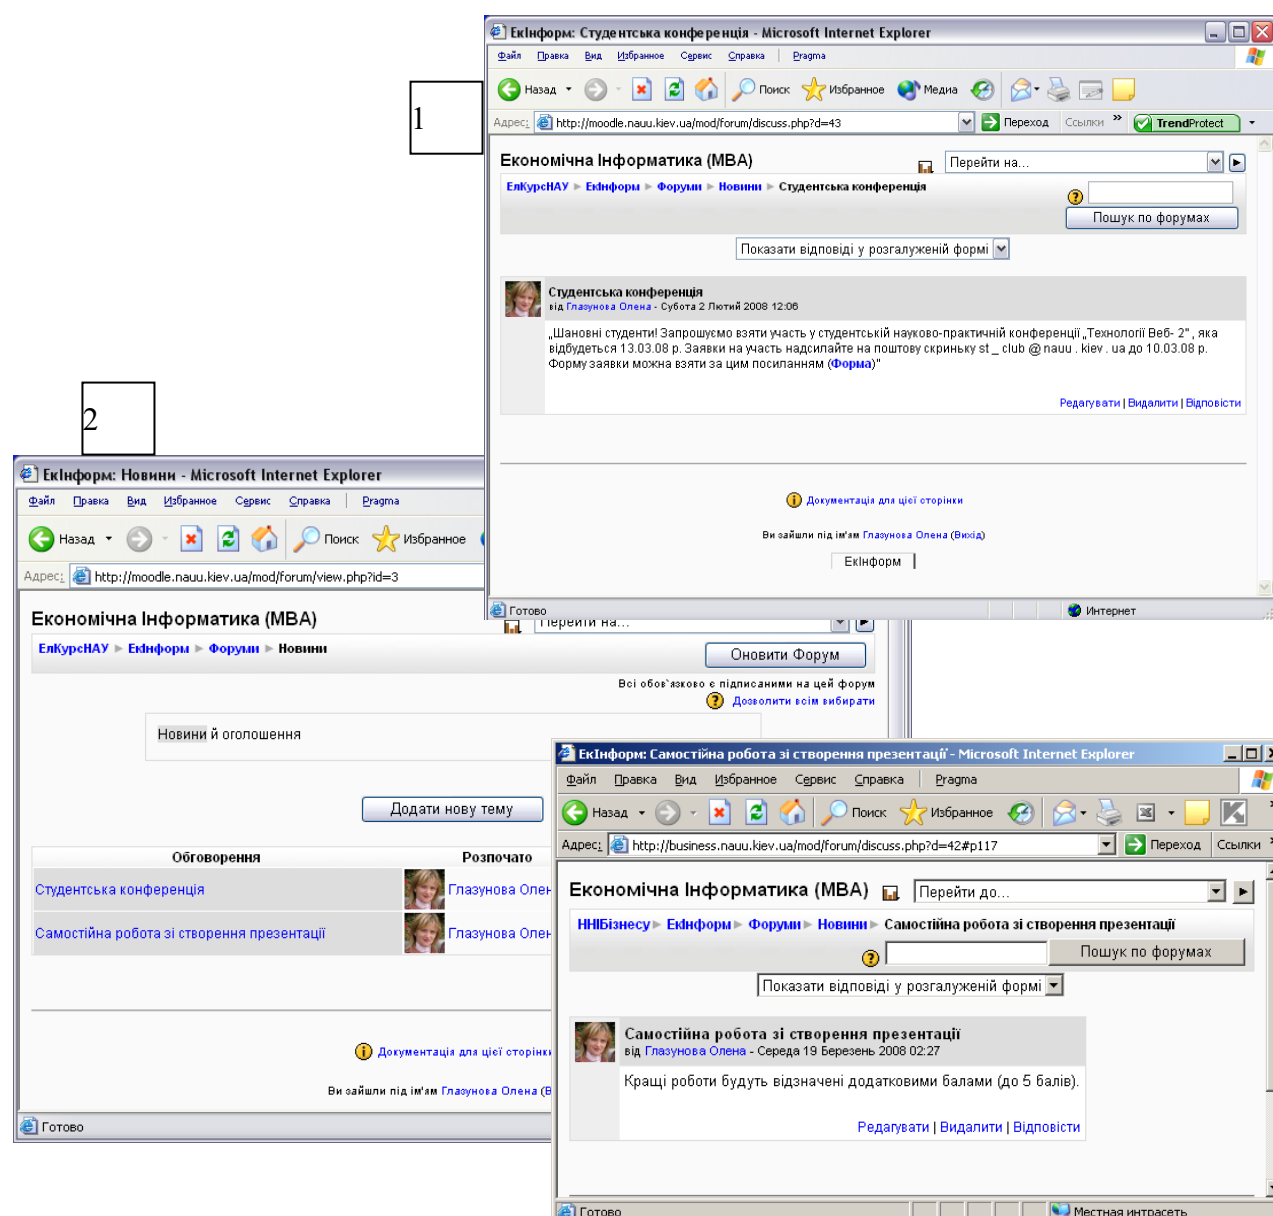 1
ЕкІнформ: Студентська конференція - Microsoft Internet Explorer
Файл Правка Вид Избранное Сервис Справка Pragma
Назад Поиск Избранное Медиа
Адрес: http://moodle.nauu.kiev.ua/mod/forum/discuss.php?d=43 Переход Ссылки » TrendProtect
Економічна Інформатика (МВА) Перейти на...
ЕлКурсНАУ ► ЕкІнформ ► Форуми ► Новини ► Студентська конференція
Пошук по форумах
Показати відповіді у розгалуженій формі
Студентська конференція
від Глазунова Олена - Субота 2 Лютий 2008 12:06
„Шановні студенти! Запрошуємо взяти участь у студентській науково-практичній конференції „Технології Веб- 2" , яка
відбудеться 13.03.08 р. Заявки на участь надсилайте на поштову скриньку st _ club @ nauu . kiev . ua до 10.03.08 р.
Форму заявки можна взяти за цим посиланням (Форма)"
Редагувати | Видалити | Відповісти
Документація для цієї сторінки
Ви зайшли під ім'ям Глазунова Олена (Вихід)
ЕкІнформ
Готово Интернет
2
ЕкІнформ: Новини - Microsoft Internet Explorer
Файл Правка Вид Избранное Сервис Справка Pragma
Назад Поиск Избранное
Адрес: http://moodle.nauu.kiev.ua/mod/forum/view.php?id=3
Економічна Інформатика (МВА) Перейти на...
ЕлКурсНАУ ► ЕкІнформ ► Форуми ► Новини Оновити Форум
Всі обов`язково є підписаними на цей форум
Дозволити всім вибирати
Новини й оголошення
Додати нову тему
Обговорення Розпочато
Студентська конференція Глазунова Олен
Самостійна робота зі створення презентації Глазунова Олен
Документація для цієї сторінки
Ви зайшли під ім'ям Глазунова Олена (В
Готово
ЕкІнформ: Самостійна робота зі створення презентації - Microsoft Internet Explorer
Файл Правка Вид Избранное Сервис Справка Pragma
Назад Поиск Избранное
Адрес: http://business.nauu.kiev.ua/mod/forum/discuss.php?d=42#p117 Переход Ссылки »
Економічна Інформатика (МВА) Перейти до...
ННІБізнесу ► ЕкІнформ ► Форуми ► Новини ► Самостійна робота зі створення презентації
Пошук по форумах
Показати відповіді у розгалуженій формі
Самостійна робота зі створення презентації
від Глазунова Олена - Середа 19 Березень 2008 02:27
Кращі роботи будуть відзначені додатковими балами (до 5 балів).
Редагувати | Видалити | Відповісти
Готово Местная интрасеть